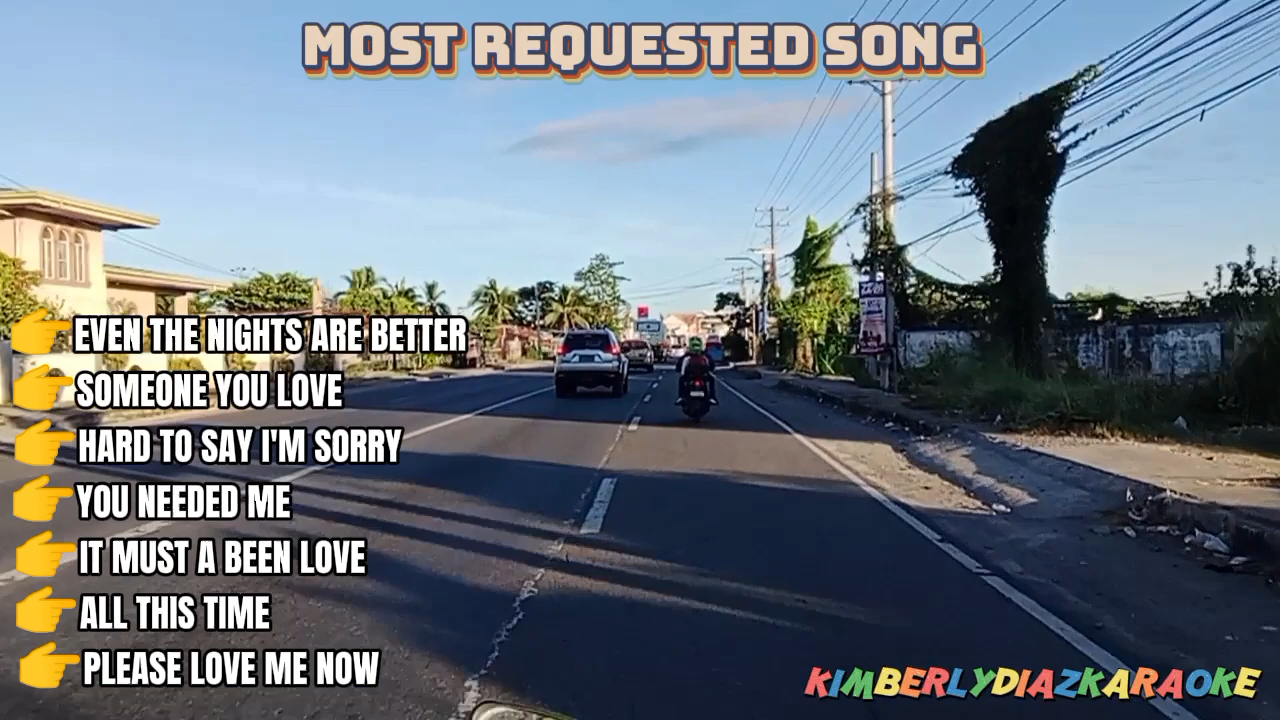 MOST REQUESTED SONG
EVEN THE NIGHTS ARE BETTER
SOMEONE YOU LOVE
HARD TO SAY I'M SORRY
YOU NEEDED ME
IT MUST A BEEN LOVE
ALL THIS TIME
PLEASE LOVE ME NOW
KIMBERLYDIAZKARAOKE